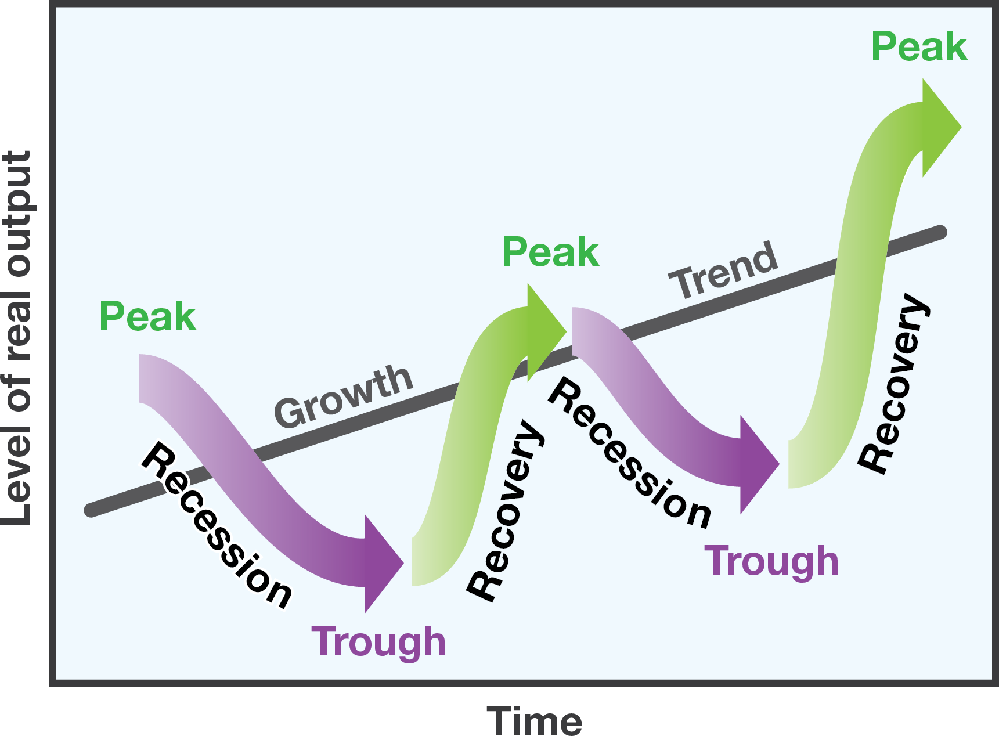 Level of real output
Peak
Peak
Peak
Growth
Trend
Recession
Recovery
Recession
Recovery
Trough
Trough
Time